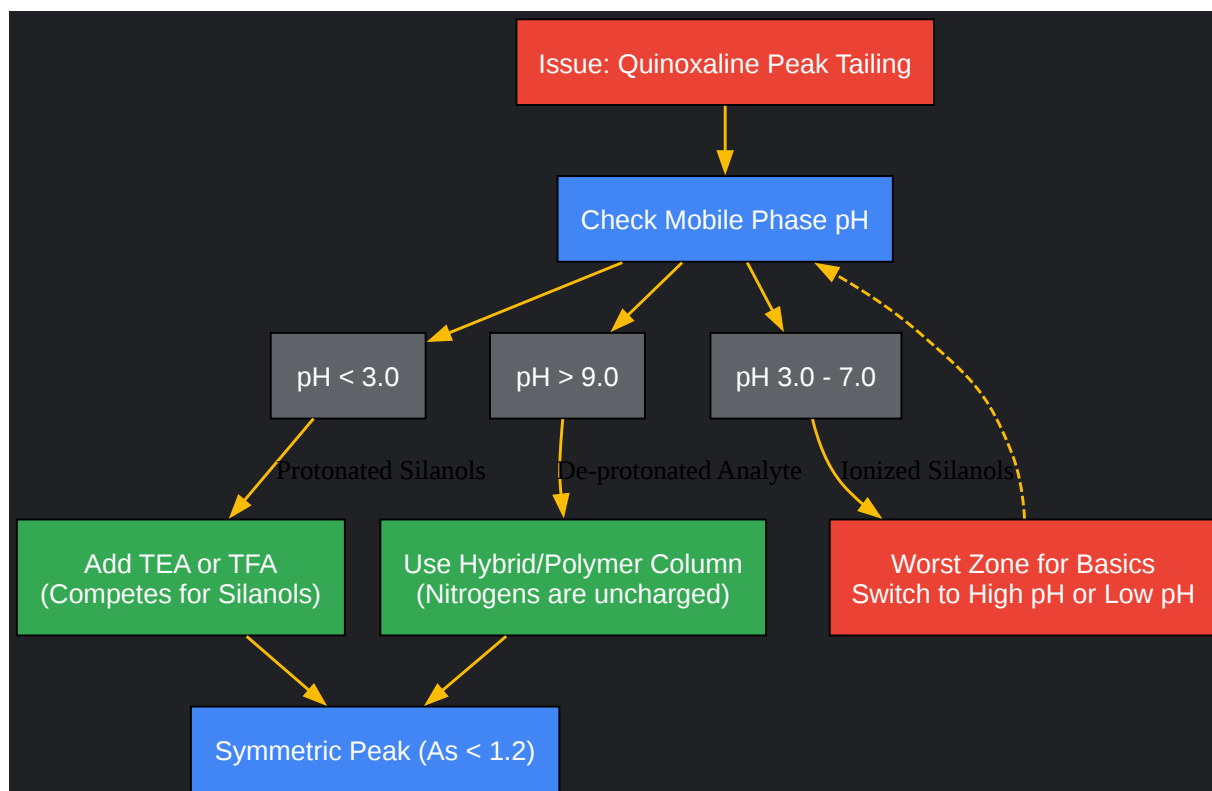 Issue: Quinoxaline Peak Tailing
Check Mobile Phase pH
pH < 3.0
pH > 9.0
pH 3.0 - 7.0
Protonated Silanols
De-protonated Analyte
Ionized Silanols
Add TEA or TFA
(Competes for Silanols)
Use Hybrid/Polymer Column
(Nitrogens are uncharged)
Worst Zone for Basics
Switch to High pH or Low pH
Symmetric Peak (As < 1.2)